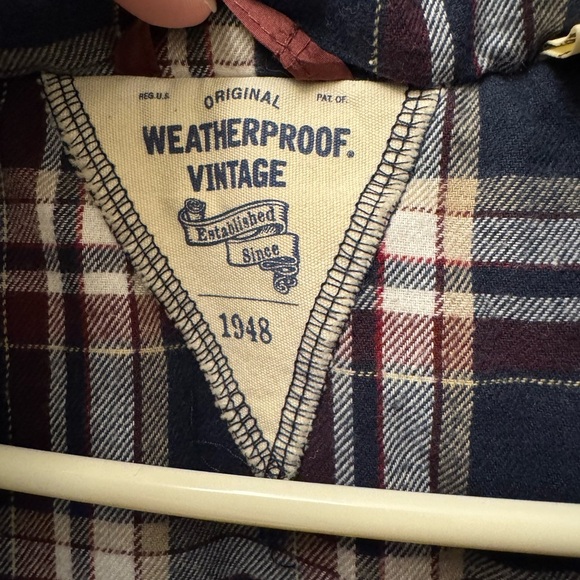 REG. U.S. ORIGINAL PAT. OF.
WEATHERPROOF.
VINTAGE
Established
Since
1948